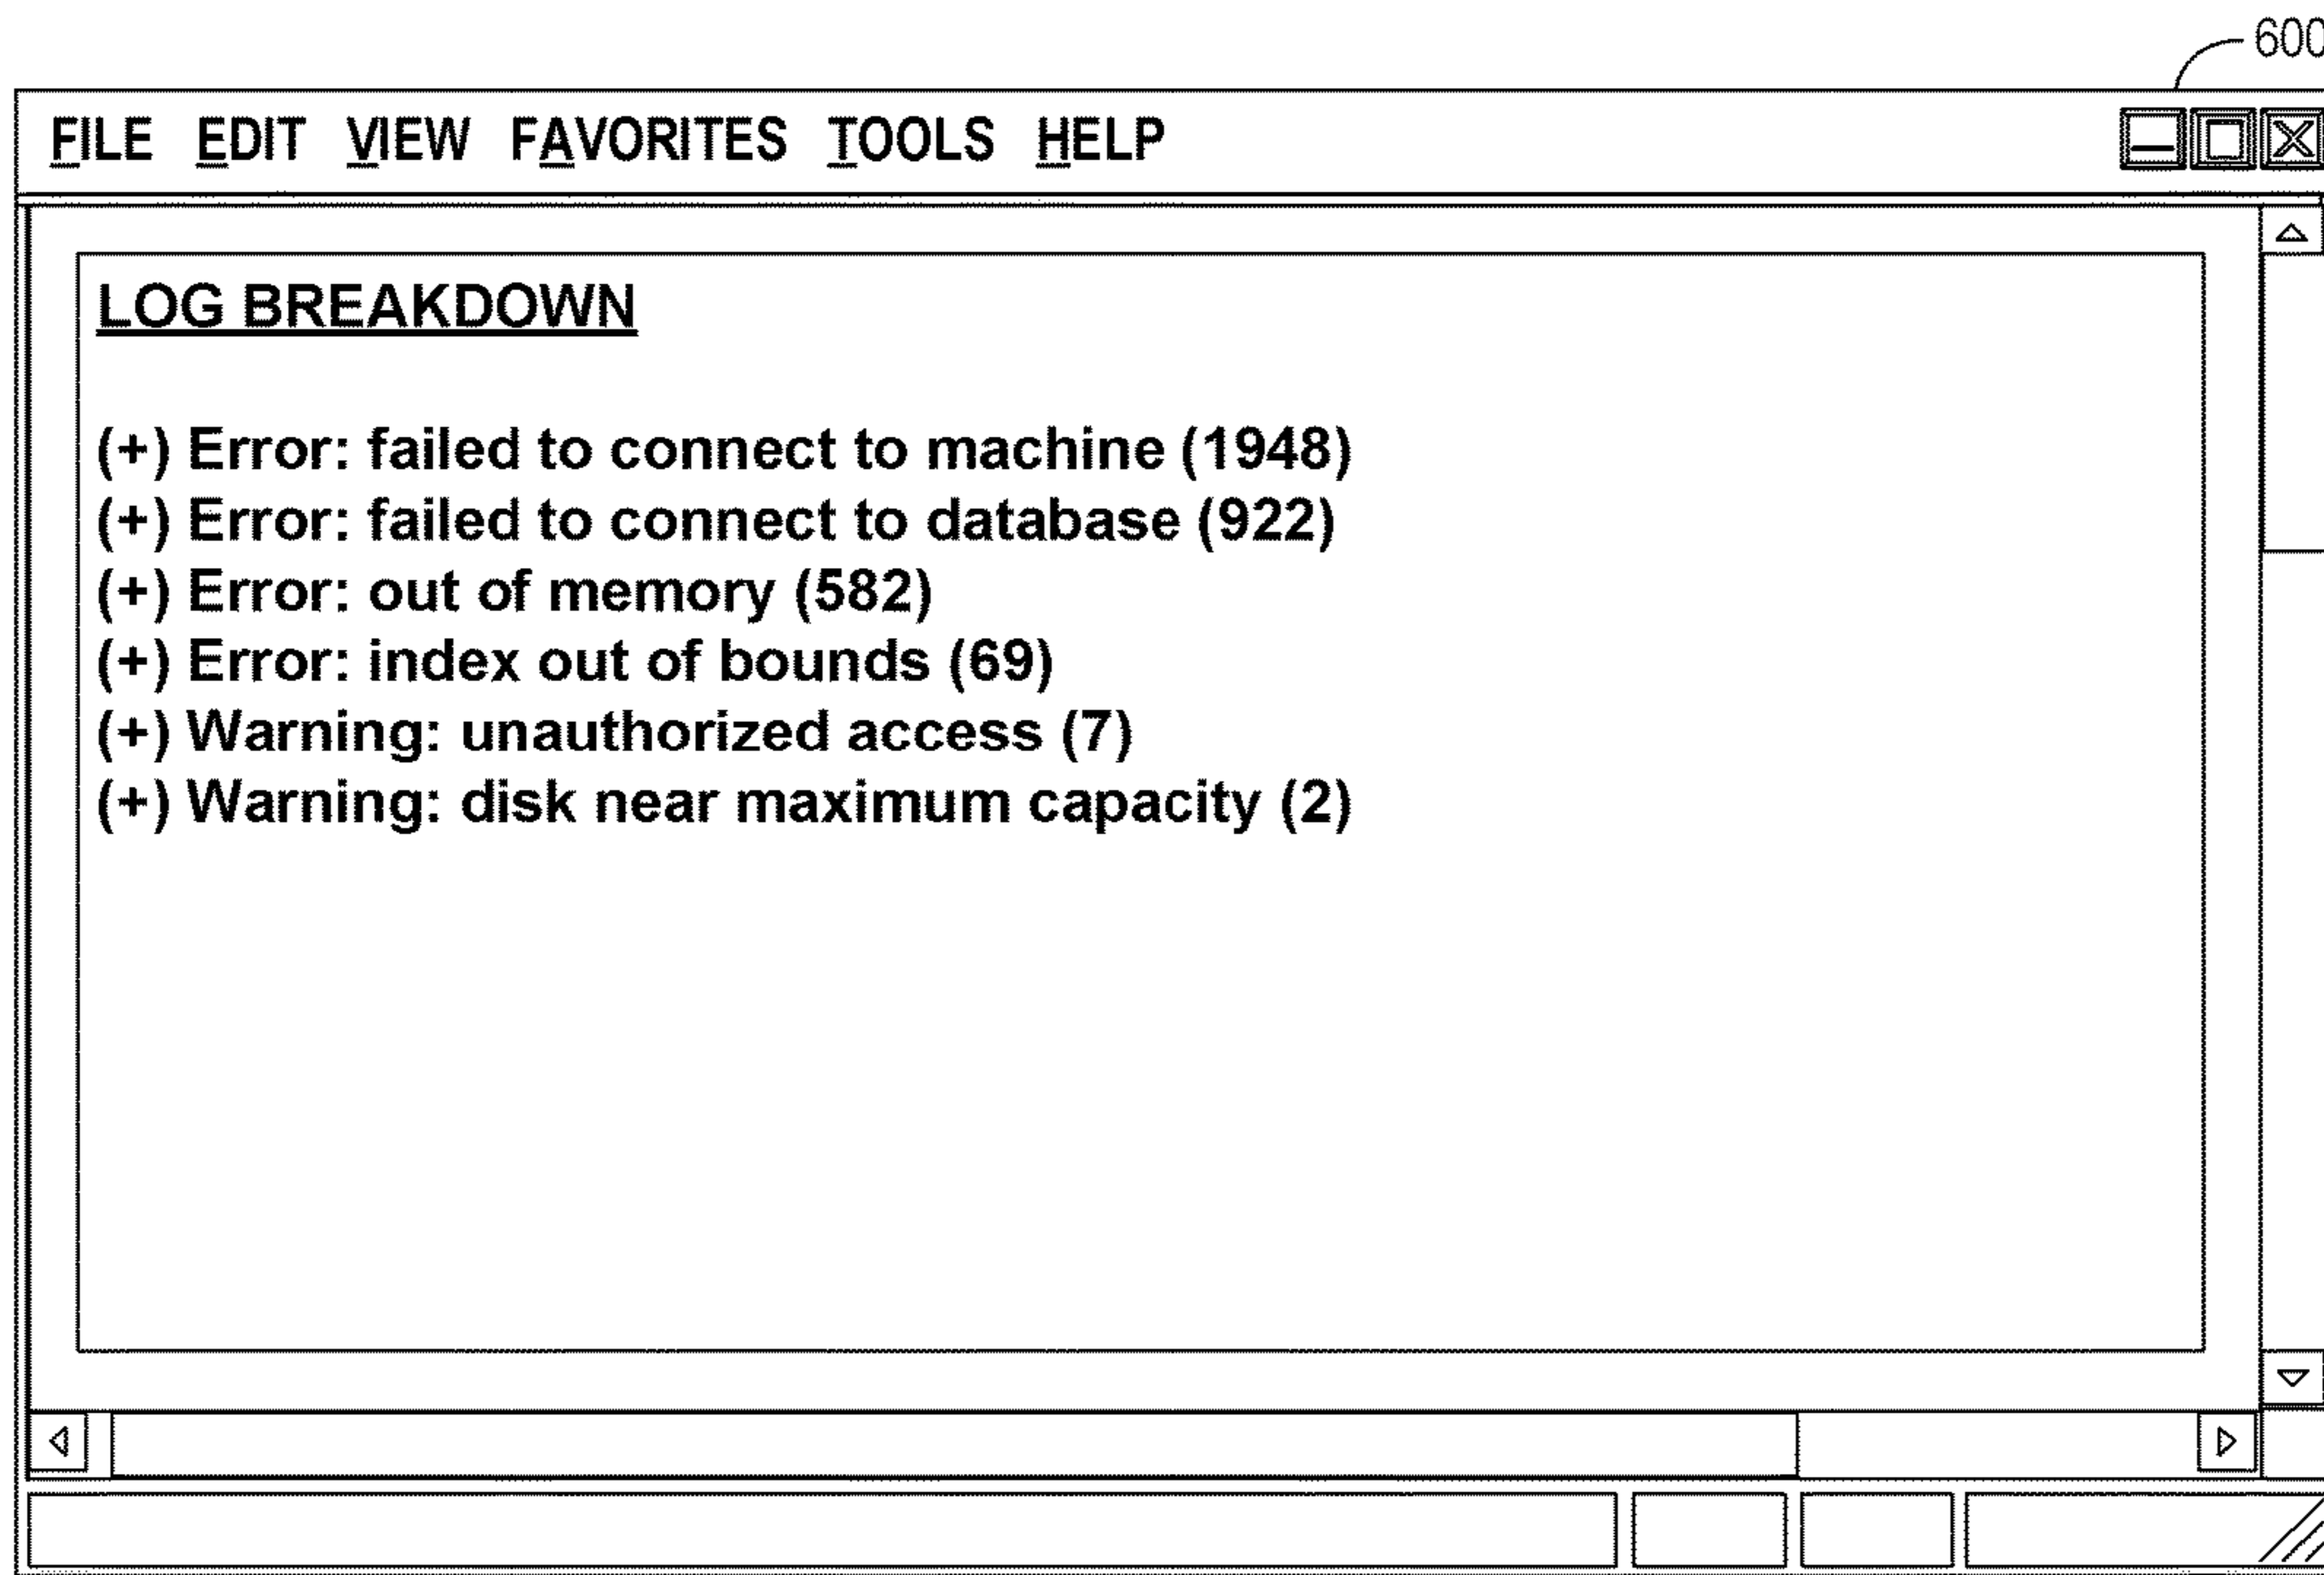 600
FILE EDIT VIEW FAVORITES TOOLS HELP
LOG BREAKDOWN
(+) Error: failed to connect to machine (1948)
(+) Error: failed to connect to database (922)
(+) Error: out of memory (582)
(+) Error: index out of bounds (69)
(+) Warning: unauthorized access (7)
(+) Warning: disk near maximum capacity (2)